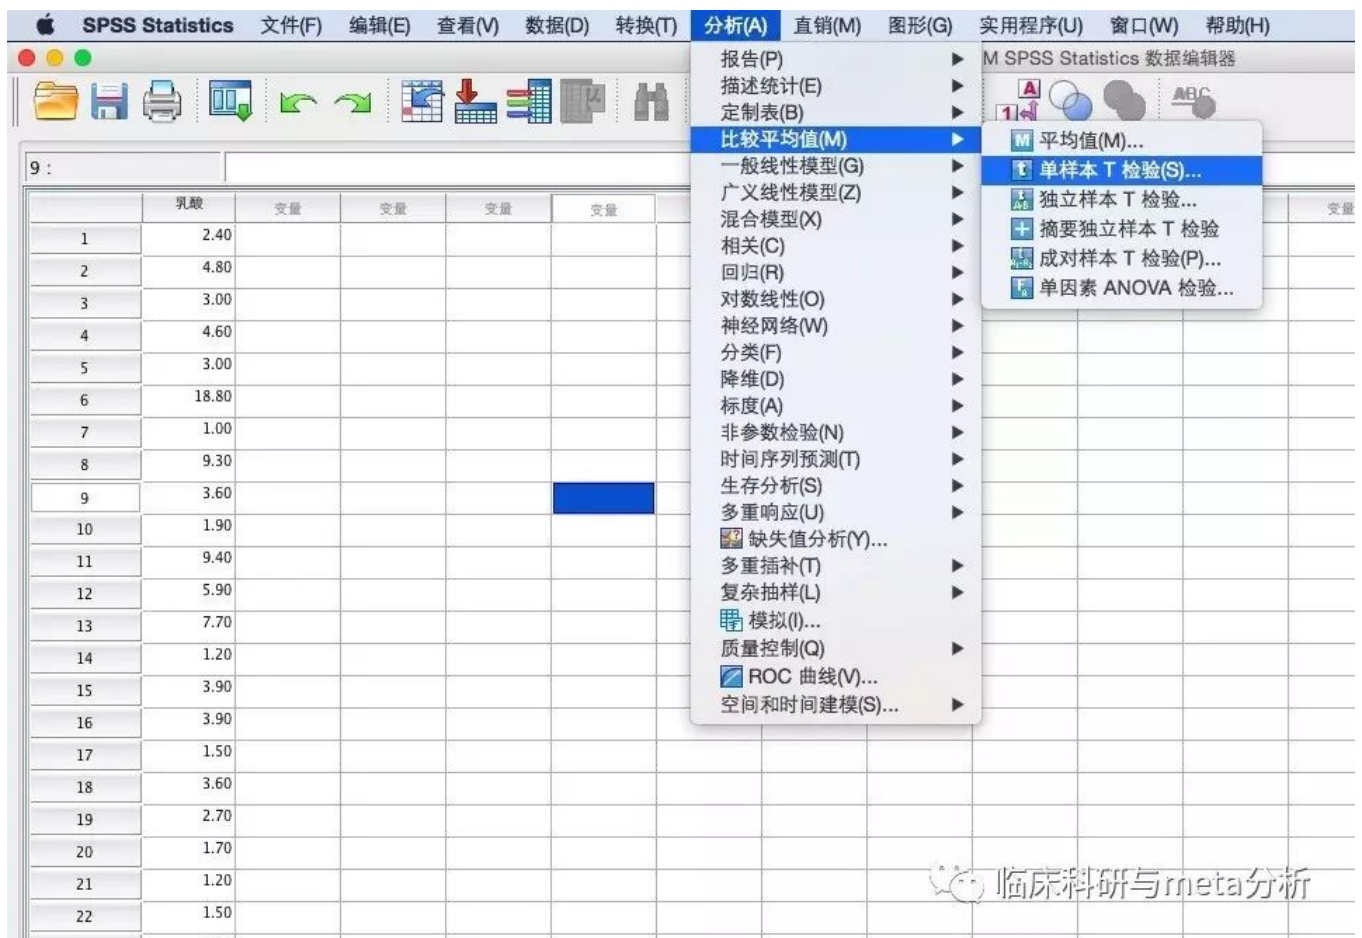 SPSS Statistics 文件(F) 编辑(E) 查看(V) 数据(D) 转换(T) 分析(A) 直销(M) 图形(G) 实用程序(U) 窗口(W) 帮助(H)
M SPSS Statistics 数据编辑器
报告(P)
描述统计(E)
定制表(B)
比较平均值(M)
一般线性模型(G)
广义线性模型(Z)
混合模型(X)
相关(C)
回归(R)
对数线性(O)
神经网络(W)
分类(F)
降维(D)
标度(A)
非参数检验(N)
时间序列预测(T)
生存分析(S)
多重响应(U)
缺失值分析(Y)...
多重插补(T)
复杂抽样(L)
模拟(I)...
质量控制(Q)
ROC 曲线(V)...
空间和时间建模(S)...
平均值(M)...
单样本 T 检验(S)...
独立样本 T 检验...
摘要独立样本 T 检验
成对样本 T 检验(P)...
单因素 ANOVA 检验...
9 :
乳酸 变量 变量 变量 变量 变量
1 2.40
2 4.80
3 3.00
4 4.60
5 3.00
6 18.80
7 1.00
8 9.30
9 3.60
10 1.90
11 9.40
12 5.90
13 7.70
14 1.20
15 3.90
16 3.90
17 1.50
18 3.60
19 2.70
20 1.70
21 1.20
22 1.50
临床科研与meta分析